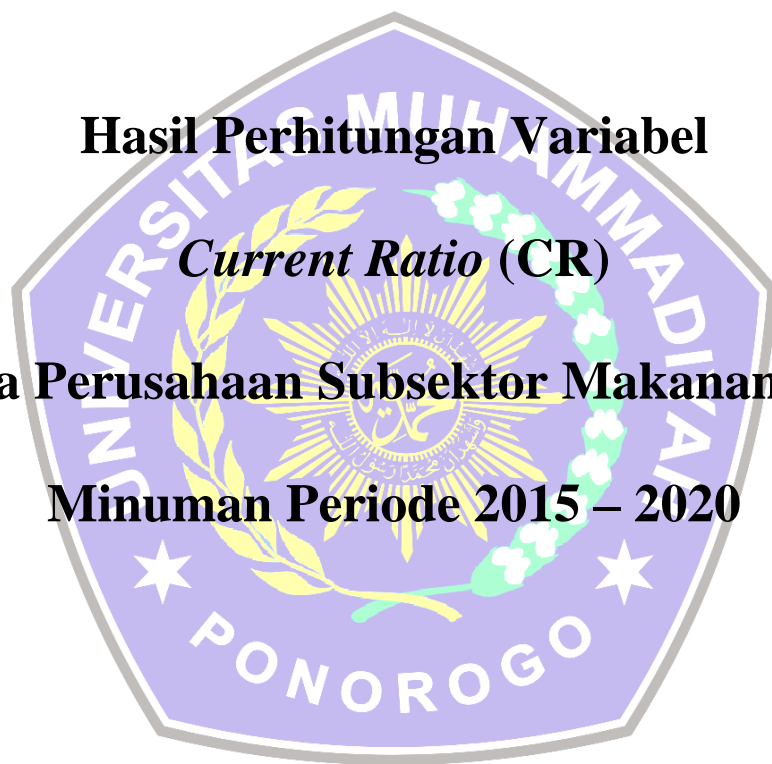 Hasil Perhitungan Variabel
Current Ratio (CR)
a Perusahaan Subsektor Makanan
Minuman Periode 2015 – 2020
UNIVERSITAS MUHAMMADIYAH
PONOROGO